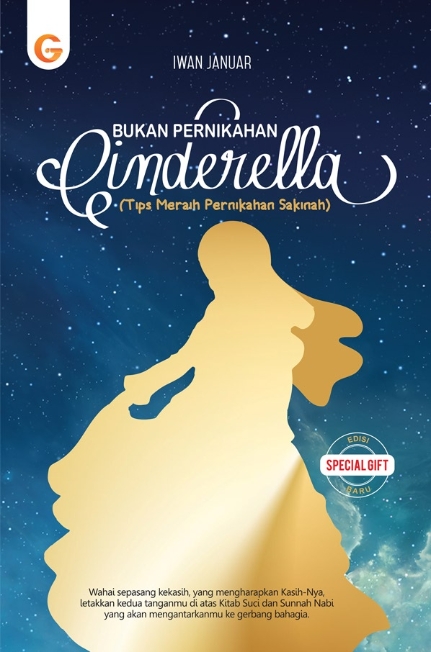 G
IWAN JANUAR
BUKAN PERNIKAHAN
Cinderella
(Tips Meraih Pernikahan Sakinah)
EDISI
SPECIAL GIFT
BARU
Wahai sepasang kekasih, yang mengharapkan Kasih-Nya,
letakkan kedua tanganmu di atas Kitab Suci dan Sunnah Nabi
yang akan mengantarkanmu ke gerbang bahagia.